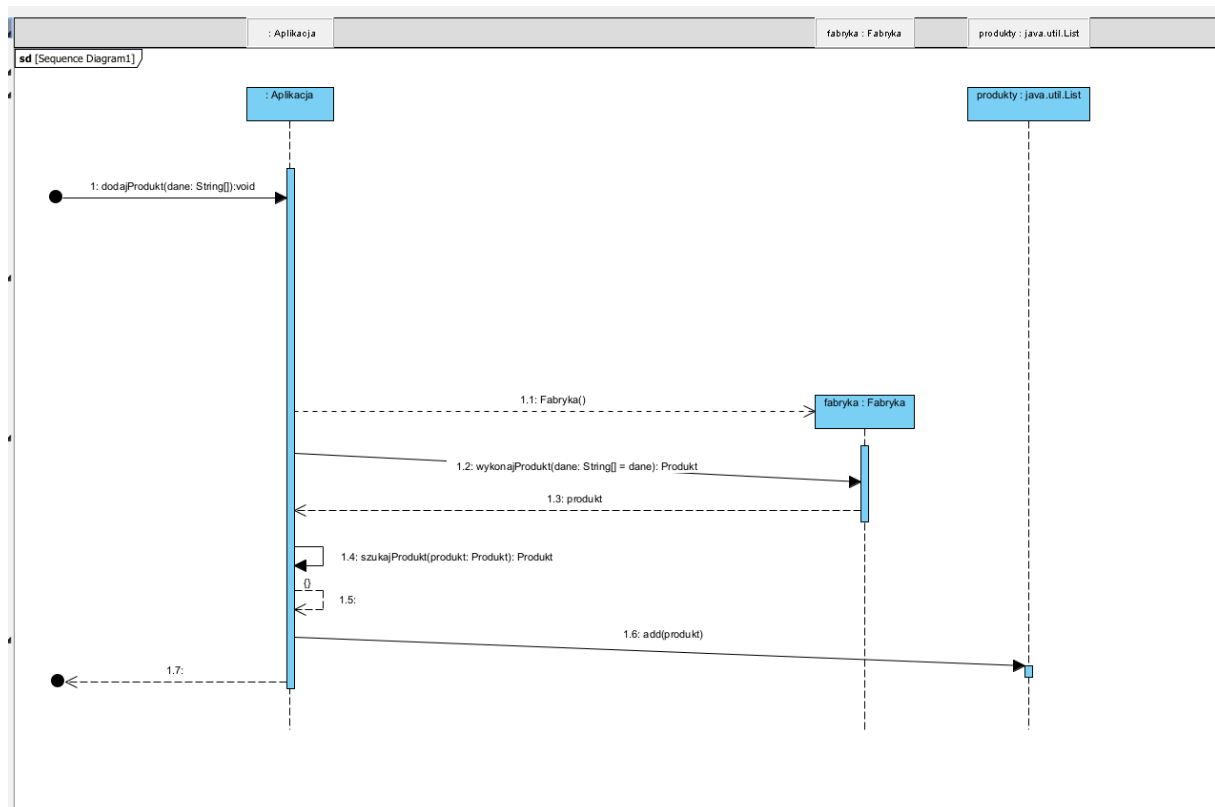 : Aplikacja
fabryka : Fabryka
produkty : java.util.List
sd [Sequence Diagram1]
: Aplikacja
produkty : java.util.List
1: dodajProdukt(dane: String[]):void
1.1: Fabryka()
fabryka : Fabryka
1.2: wykonajProdukt(dane: String[] = dane): Produkt
1.3: produkt
1.4: szukajProdukt(produkt: Produkt): Produkt
{}
1.5:
1.6: add(produkt)
1.7: